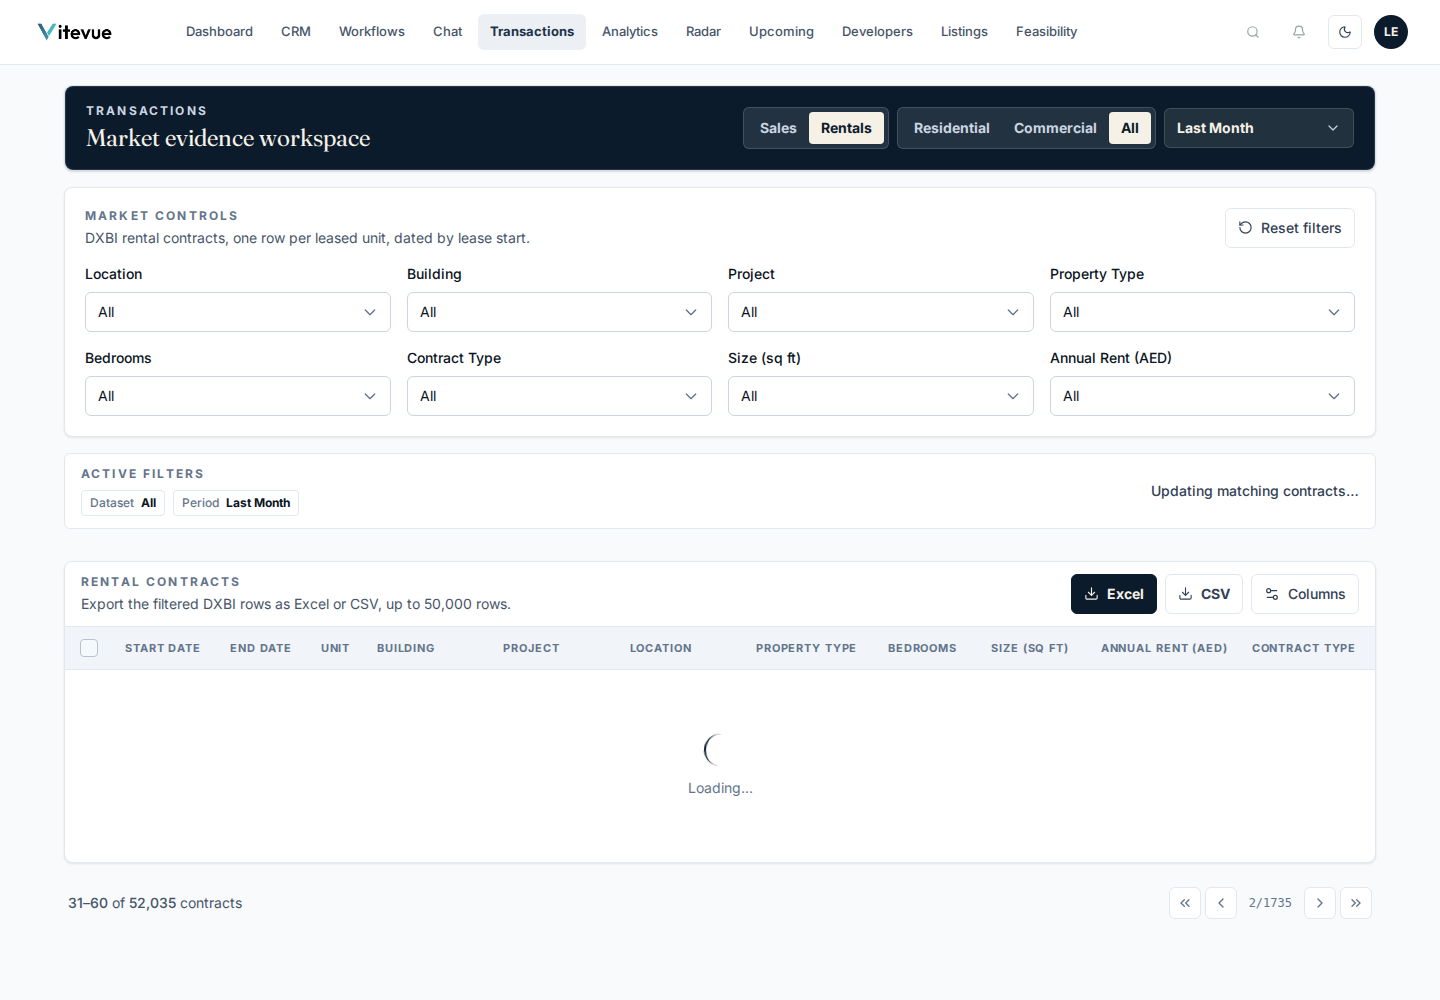 Vitevue
Dashboard CRM Workflows Chat Transactions Analytics Radar Upcoming Developers Listings Feasibility
LE
TRANSACTIONS
Market evidence workspace
Sales Rentals Residential Commercial All Last Month
MARKET CONTROLS
DXBI rental contracts, one row per leased unit, dated by lease start.
Reset filters
Location Building Project Property Type
All All All All
Bedrooms Contract Type Size (sq ft) Annual Rent (AED)
All All All All
ACTIVE FILTERS
Dataset All Period Last Month
Updating matching contracts...
RENTAL CONTRACTS
Export the filtered DXBI rows as Excel or CSV, up to 50,000 rows.
Excel CSV Columns
START DATE END DATE UNIT BUILDING PROJECT LOCATION PROPERTY TYPE BEDROOMS SIZE (SQ FT) ANNUAL RENT (AED) CONTRACT TYPE
Loading...
31–60 of 52,035 contracts
2/1735